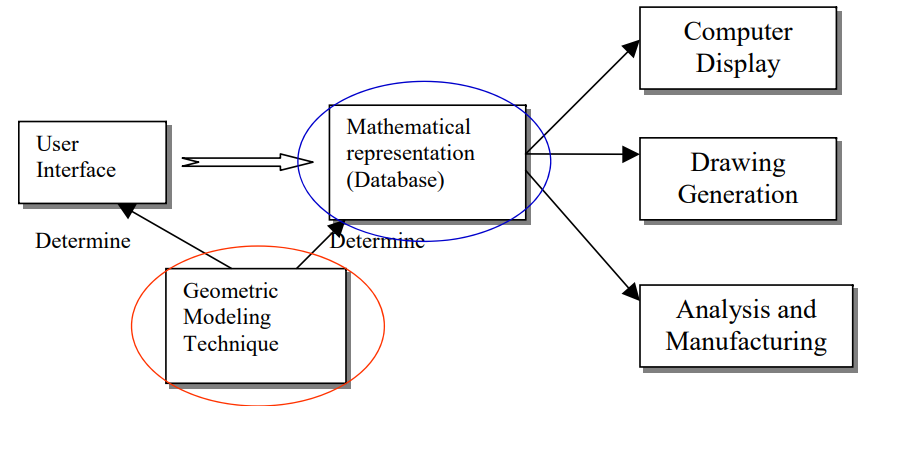 Computer
Display
User
Interface
Mathematical
representation
(Database)
Drawing
Generation
Determine
Determine
Geometric
Modeling
Technique
Analysis and
Manufacturing